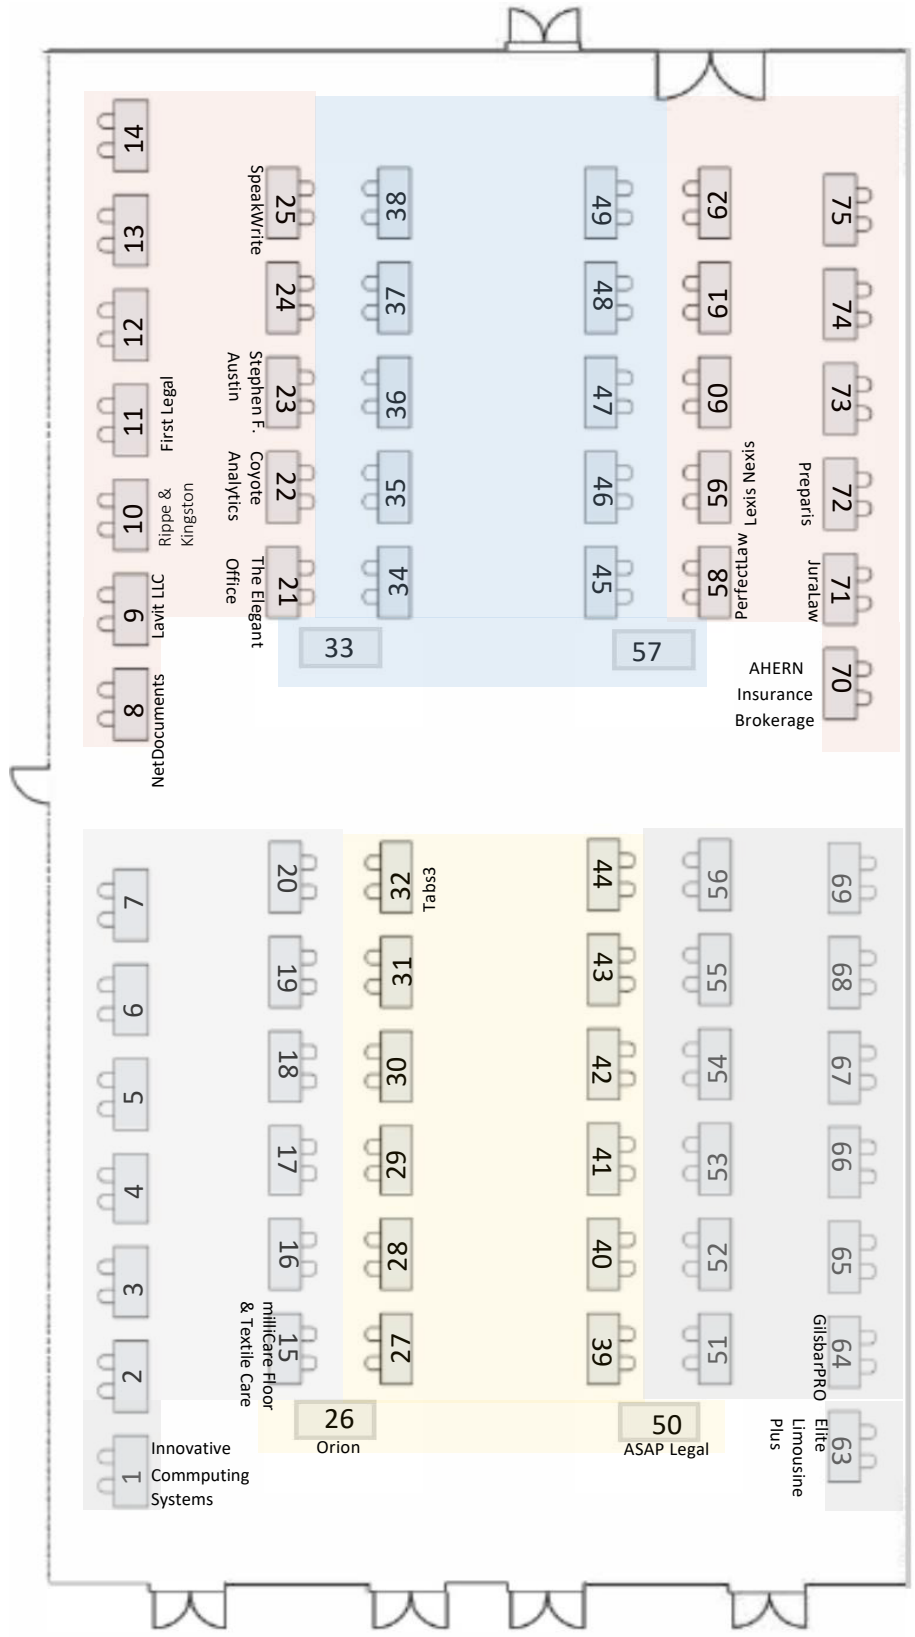 14
13
12
11
First Legal
10
Rippe &
Kingston
9
Lavit LLC
8
NetDocuments
25
SpeakWrite
24
23
Stephen F.
Austin
22
Coyote
Analytics
21
The Elegant
Office
38
37
36
35
34
33
49
48
47
46
45
57
62
61
60
59
Lexis Nexis
58
PerfectLaw
75
74
73
72
Preparis
71
JuraLaw
70
AHERN
Insurance
Brokerage
7
6
5
4
3
2
1
Innovative
Commputing
Systems
20
19
18
17
16
15
milliCare Floor
& Textile Care
32
Tabs3
31
30
29
28
27
26
Orion
44
43
42
41
40
39
50
ASAP Legal
56
55
54
53
52
51
69
68
67
66
65
64
GilsbarPRO
63
Elite
Limousine
Plus